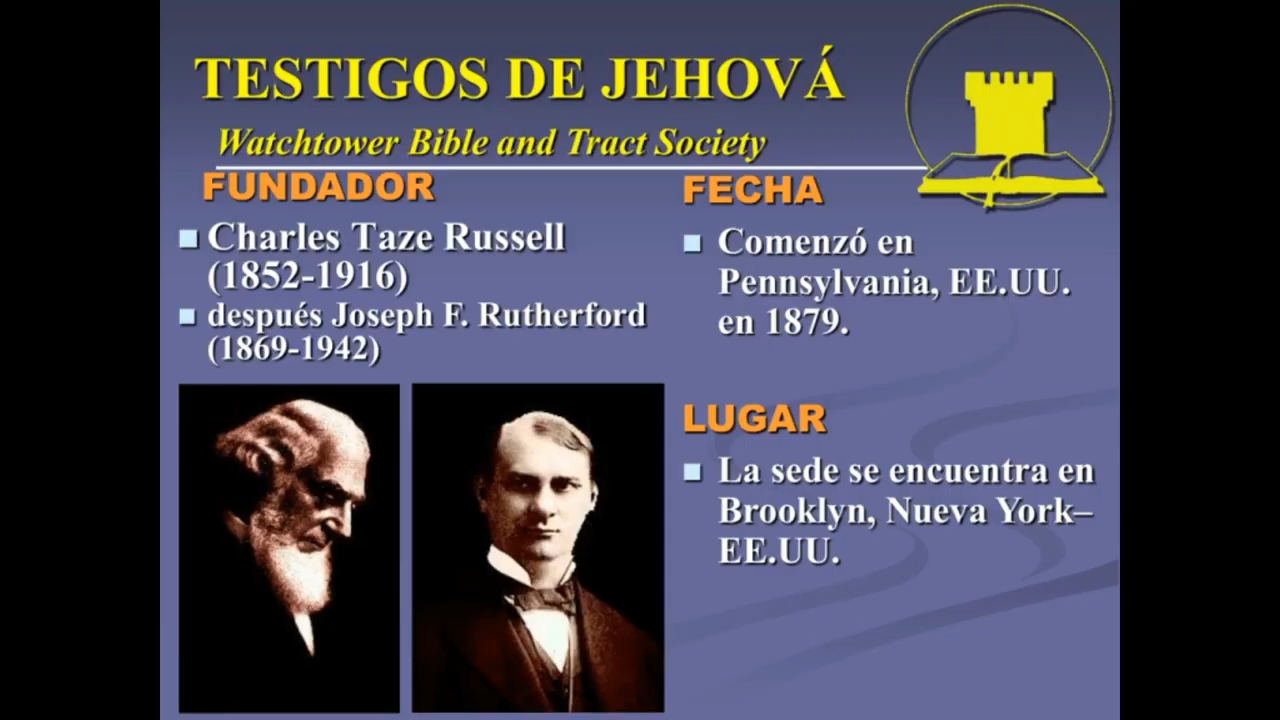 TESTIGOS DE JEHOVÁ
Watchtower Bible and Tract Society
FUNDADOR
Charles Taze Russell
(1852-1916)
después Joseph F. Rutherford
(1869-1942)
FECHA
Comenzó en
Pennsylvania, EE.UU.
en 1879.
LUGAR
La sede se encuentra en
Brooklyn, Nueva York–
EE.UU.